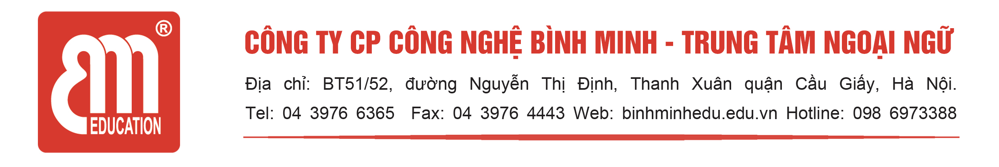 ®
EDUCATION
CÔNG TY CP CÔNG NGHỆ BÌNH MINH - TRUNG TÂM NGOẠI NGỮ
Địa chỉ: BT51/52, đường Nguyễn Thị Định, Thanh Xuân quận Cầu Giấy, Hà Nội.
Tel: 04 3976 6365 Fax: 04 3976 4443 Web: binhminhedu.edu.vn Hotline: 098 6973388